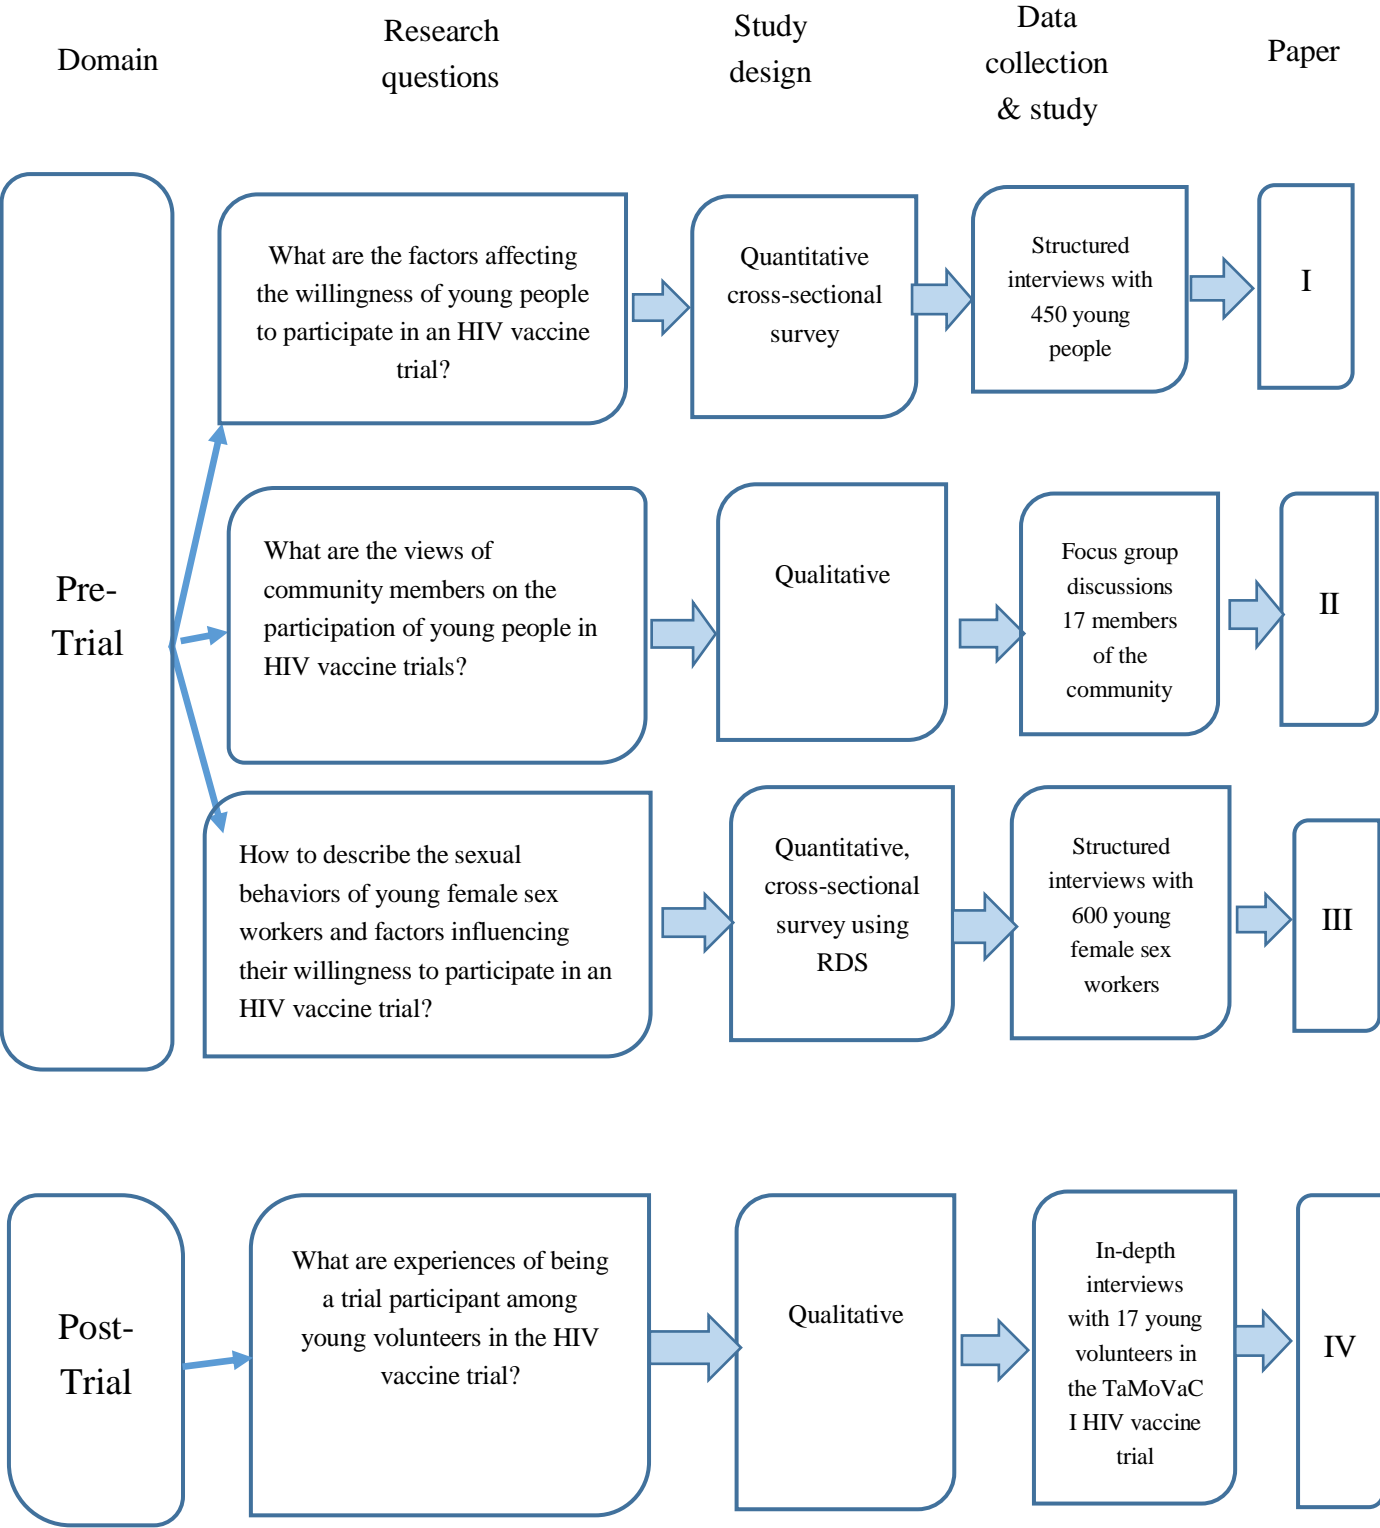 Domain
Research
questions
Study
design
Data
collection
& study
Paper
Pre-
Trial
What are the factors affecting
the willingness of young people
to participate in an HIV vaccine
trial?
Quantitative
cross-sectional
survey
Structured
interviews with
450 young
people
I
What are the views of
community members on the
participation of young people in
HIV vaccine trials?
Qualitative
Focus group
discussions
17 members
of the
community
II
How to describe the sexual
behaviors of young female sex
workers and factors influencing
their willingness to participate in an
HIV vaccine trial?
Quantitative,
cross-sectional
survey using
RDS
Structured
interviews with
600 young
female sex
workers
III
Post-
Trial
What are experiences of being
a trial participant among
young volunteers in the HIV
vaccine trial?
Qualitative
In-depth
interviews
with 17 young
volunteers in
the TaMoVaC
I HIV vaccine
trial
IV